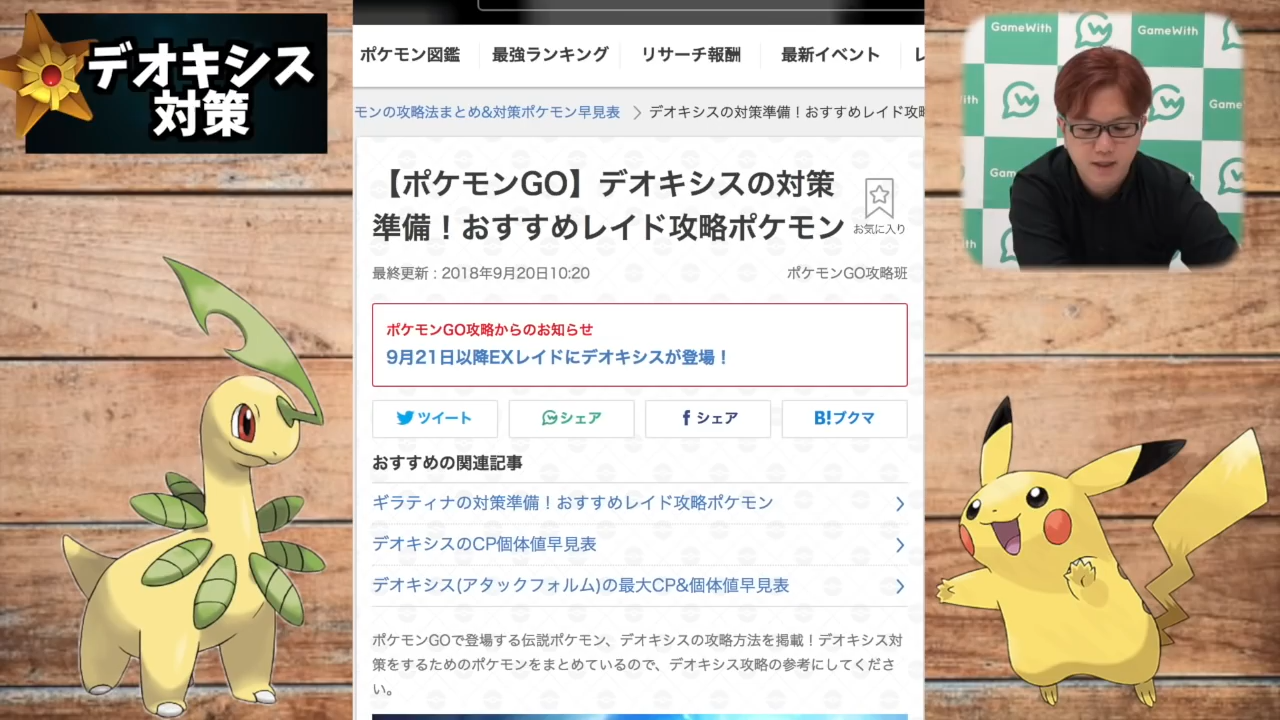 デオキシス
対策
ポケモン図鑑
最強ランキング
リサーチ報酬
最新イベント
モンの攻略法まとめ&対策ポケモン早見表
デオキシスの対策準備！おすすめレイド攻
【ポケモンGO】デオキシスの対策
準備！おすすめレイド攻略ポケモン
お気に入り
最終更新 : 2018年9月20日10:20
ポケモンGO攻略班
ポケモンGO攻略からのお知らせ
9月21日以降EXレイドにデオキシスが登場！
ツイート
シェア
シェア
B!ブクマ
おすすめの関連記事
ギラティナの対策準備！おすすめレイド攻略ポケモン
デオキシスのCP個体値早見表
デオキシス(アタックフォルム)の最大CP&個体値早見表
ポケモンGOで登場する伝説ポケモン、デオキシスの攻略方法を掲載！デオキシス対
策をするためのポケモンをまとめているので、デオキシス攻略の参考にしてくださ
い。
GameWith
GameWith